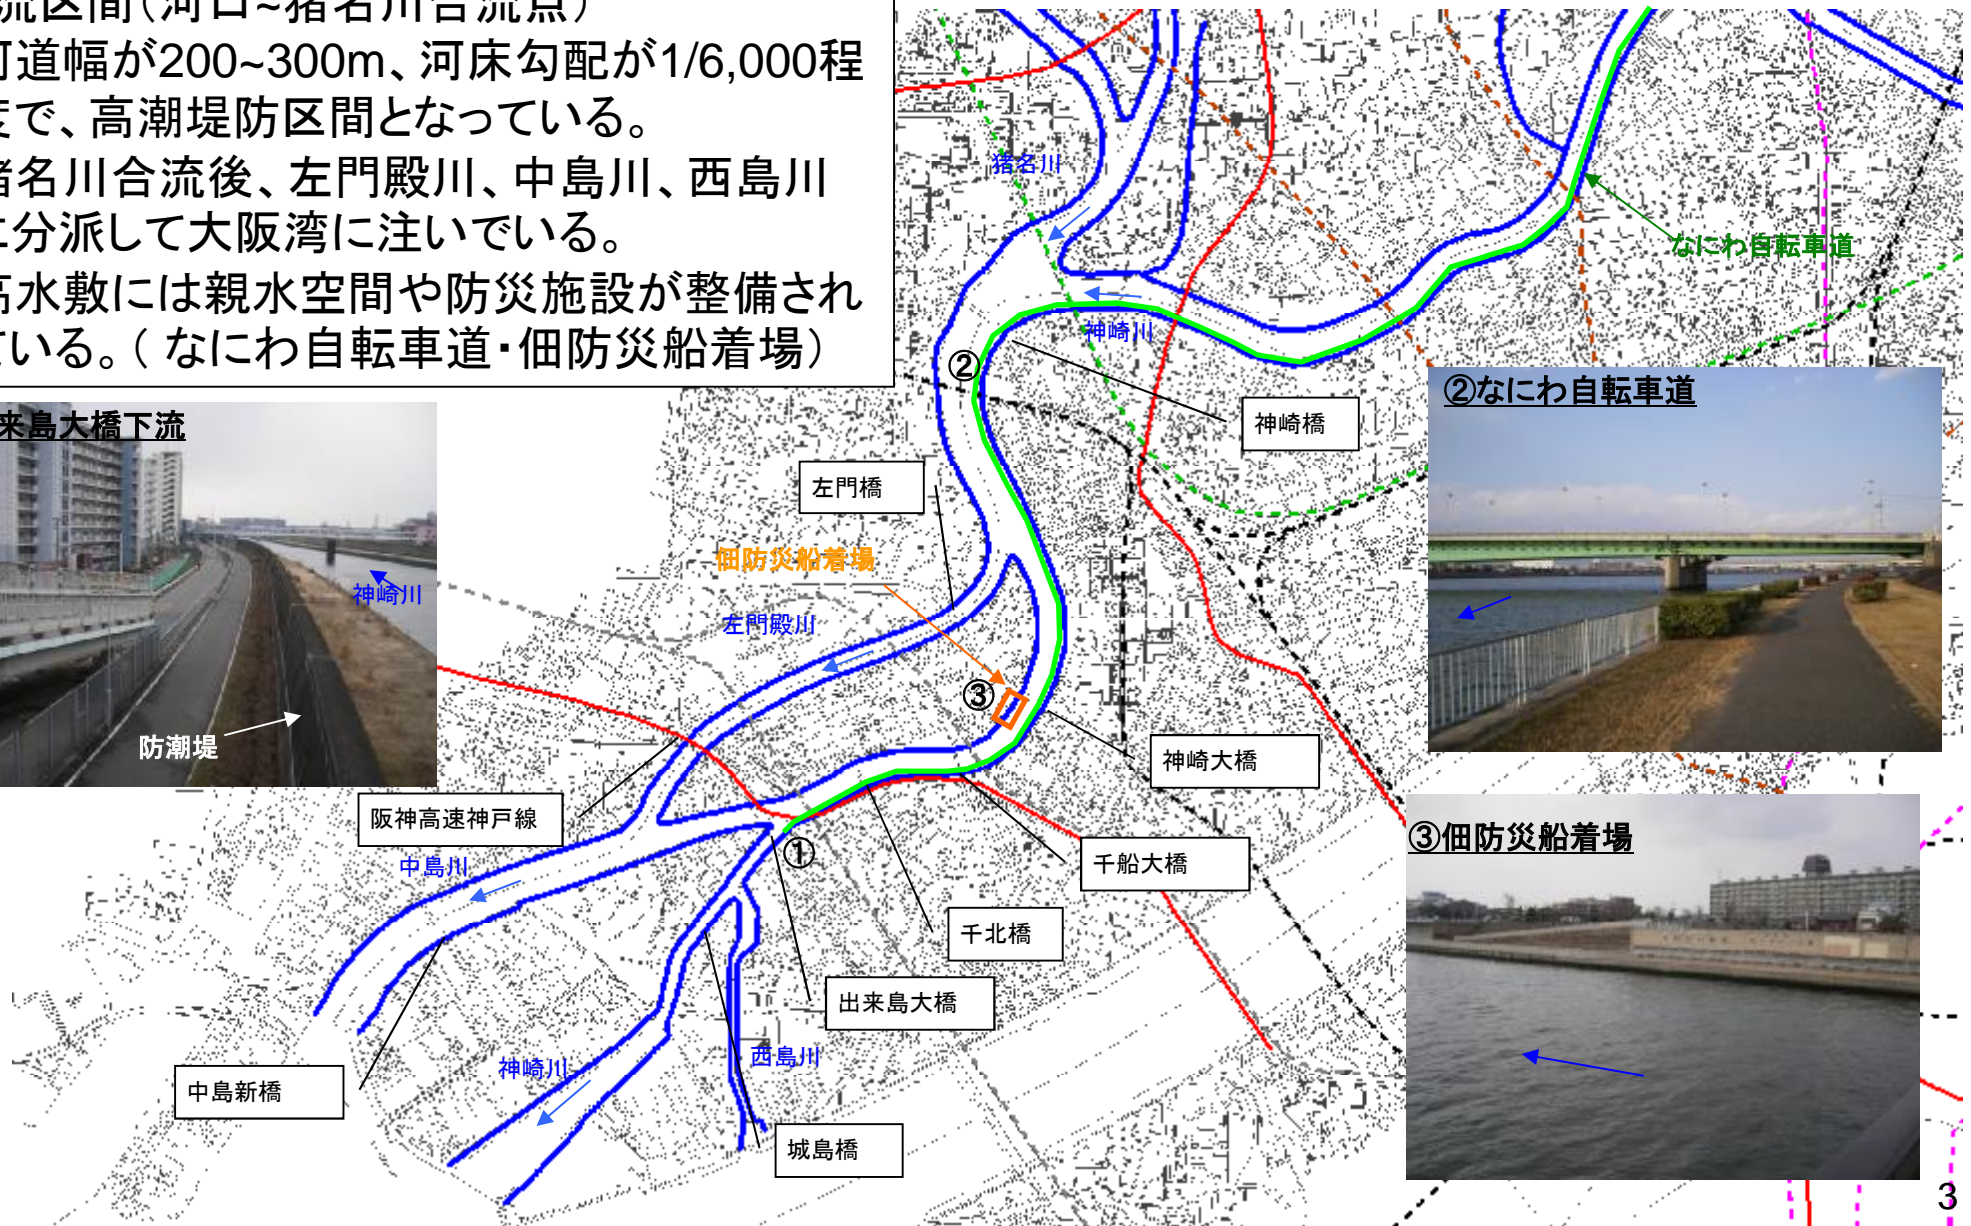 流区間(河口~猪名川合流点)
道幅が200~300m、河床勾配が1/6,000程
度で、高潮堤防区間となっている。
猪名川合流後、左門殿川、中島川、西島川
に分派して大阪湾に注いでいる。
高水敷には親水空間や防災施設が整備され
ている。( なにわ自転車道・佃防災船着場)
猪名川
なにわ自転車道
神崎川
②
神崎橋
②なにわ自転車道
来島大橋下流
左門橋
佃防災船着場
神崎川
左門殿川
③
防潮堤
神崎大橋
阪神高速神戸線
③佃防災船着場
①
中島川
千船大橋
千北橋
出来島大橋
神崎川
西島川
中島新橋
城島橋
3